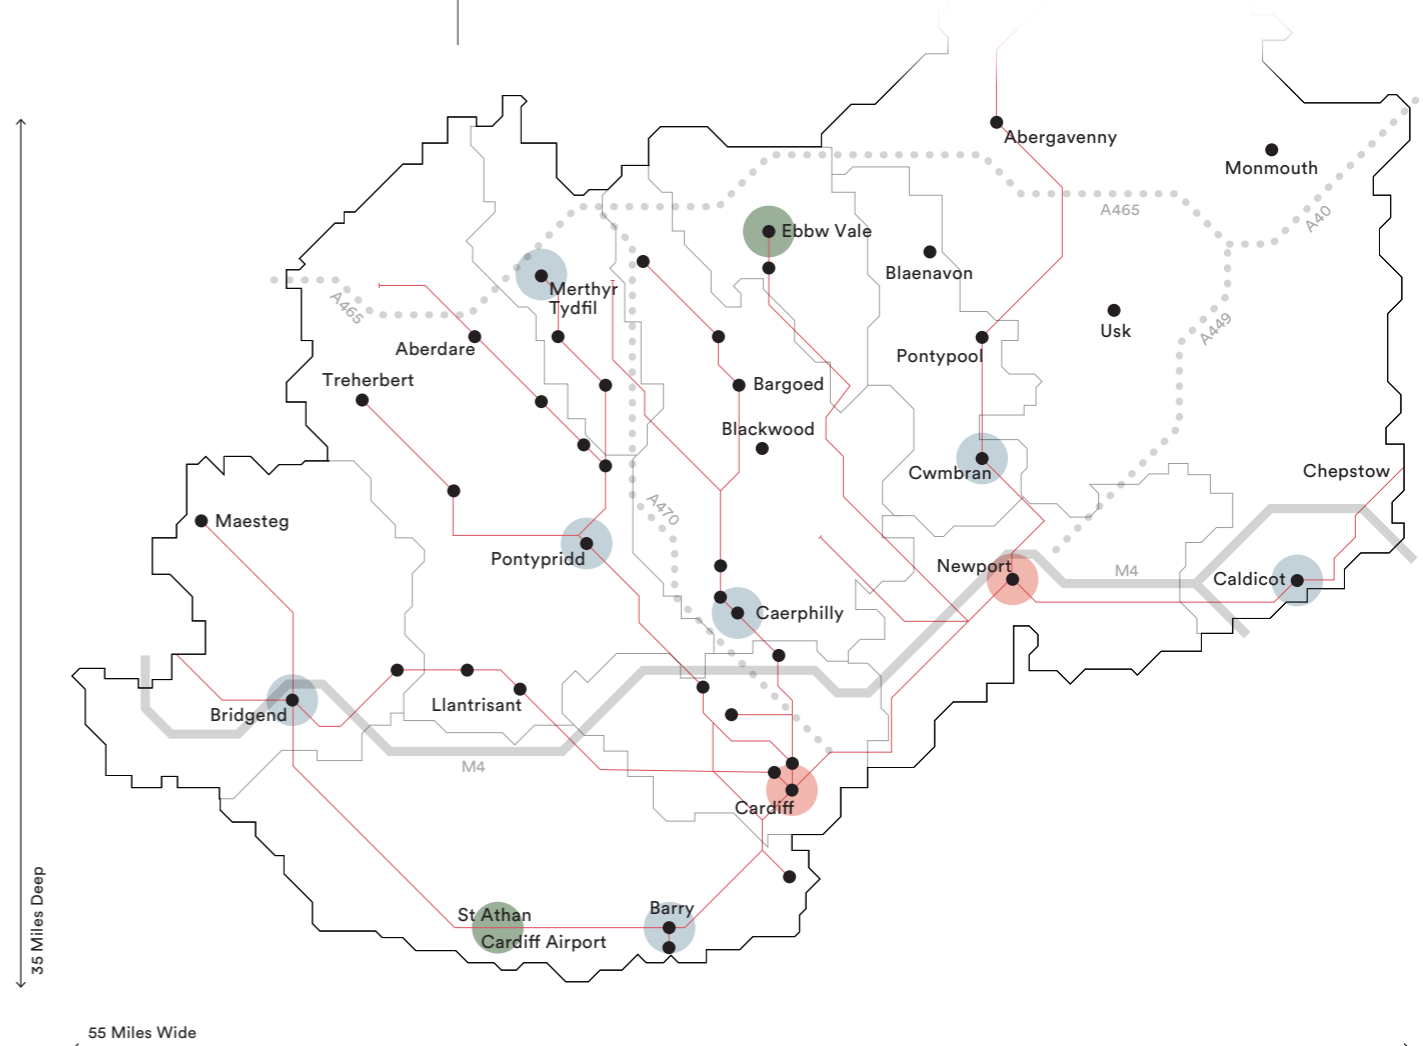 Abergavenny
Monmouth
A465
A40
Ebbw Vale
Blaenavon
Merthyr
Tydfil
A465
Usk
A449
Aberdare
Pontypool
Treherbert
Bargoed
Blackwood
Cwmbran
Chepstow
A470
Maesteg
Pontypridd
Newport
M4
Caldicot
Caerphilly
Llantrisant
Bridgend
M4
Cardiff
St Athan
Barry
Cardiff Airport
35 Miles Deep
55 Miles Wide